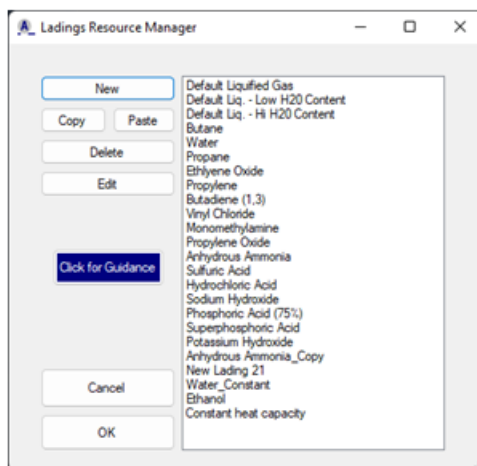 Ladings Resource Manager
New
Copy
Paste
Delete
Edit
Click for Guidance
Cancel
OK
Default Liquified Gas
Default Liq. - Low H20 Content
Default Liq. - Hi H20 Content
Butane
Water
Propane
Ethlyene Oxide
Propylene
Butadiene (1,3)
Vinyl Chloride
Monomethylamine
Propylene Oxide
Anhydrous Ammonia
Sulfuric Acid
Hydrochloric Acid
Sodium Hydroxide
Phosphoric Acid (75%)
Superphosphoric Acid
Potassium Hydroxide
Anhydrous Ammonia_Copy
New Lading 21
Water_Constant
Ethanol
Constant heat capacity